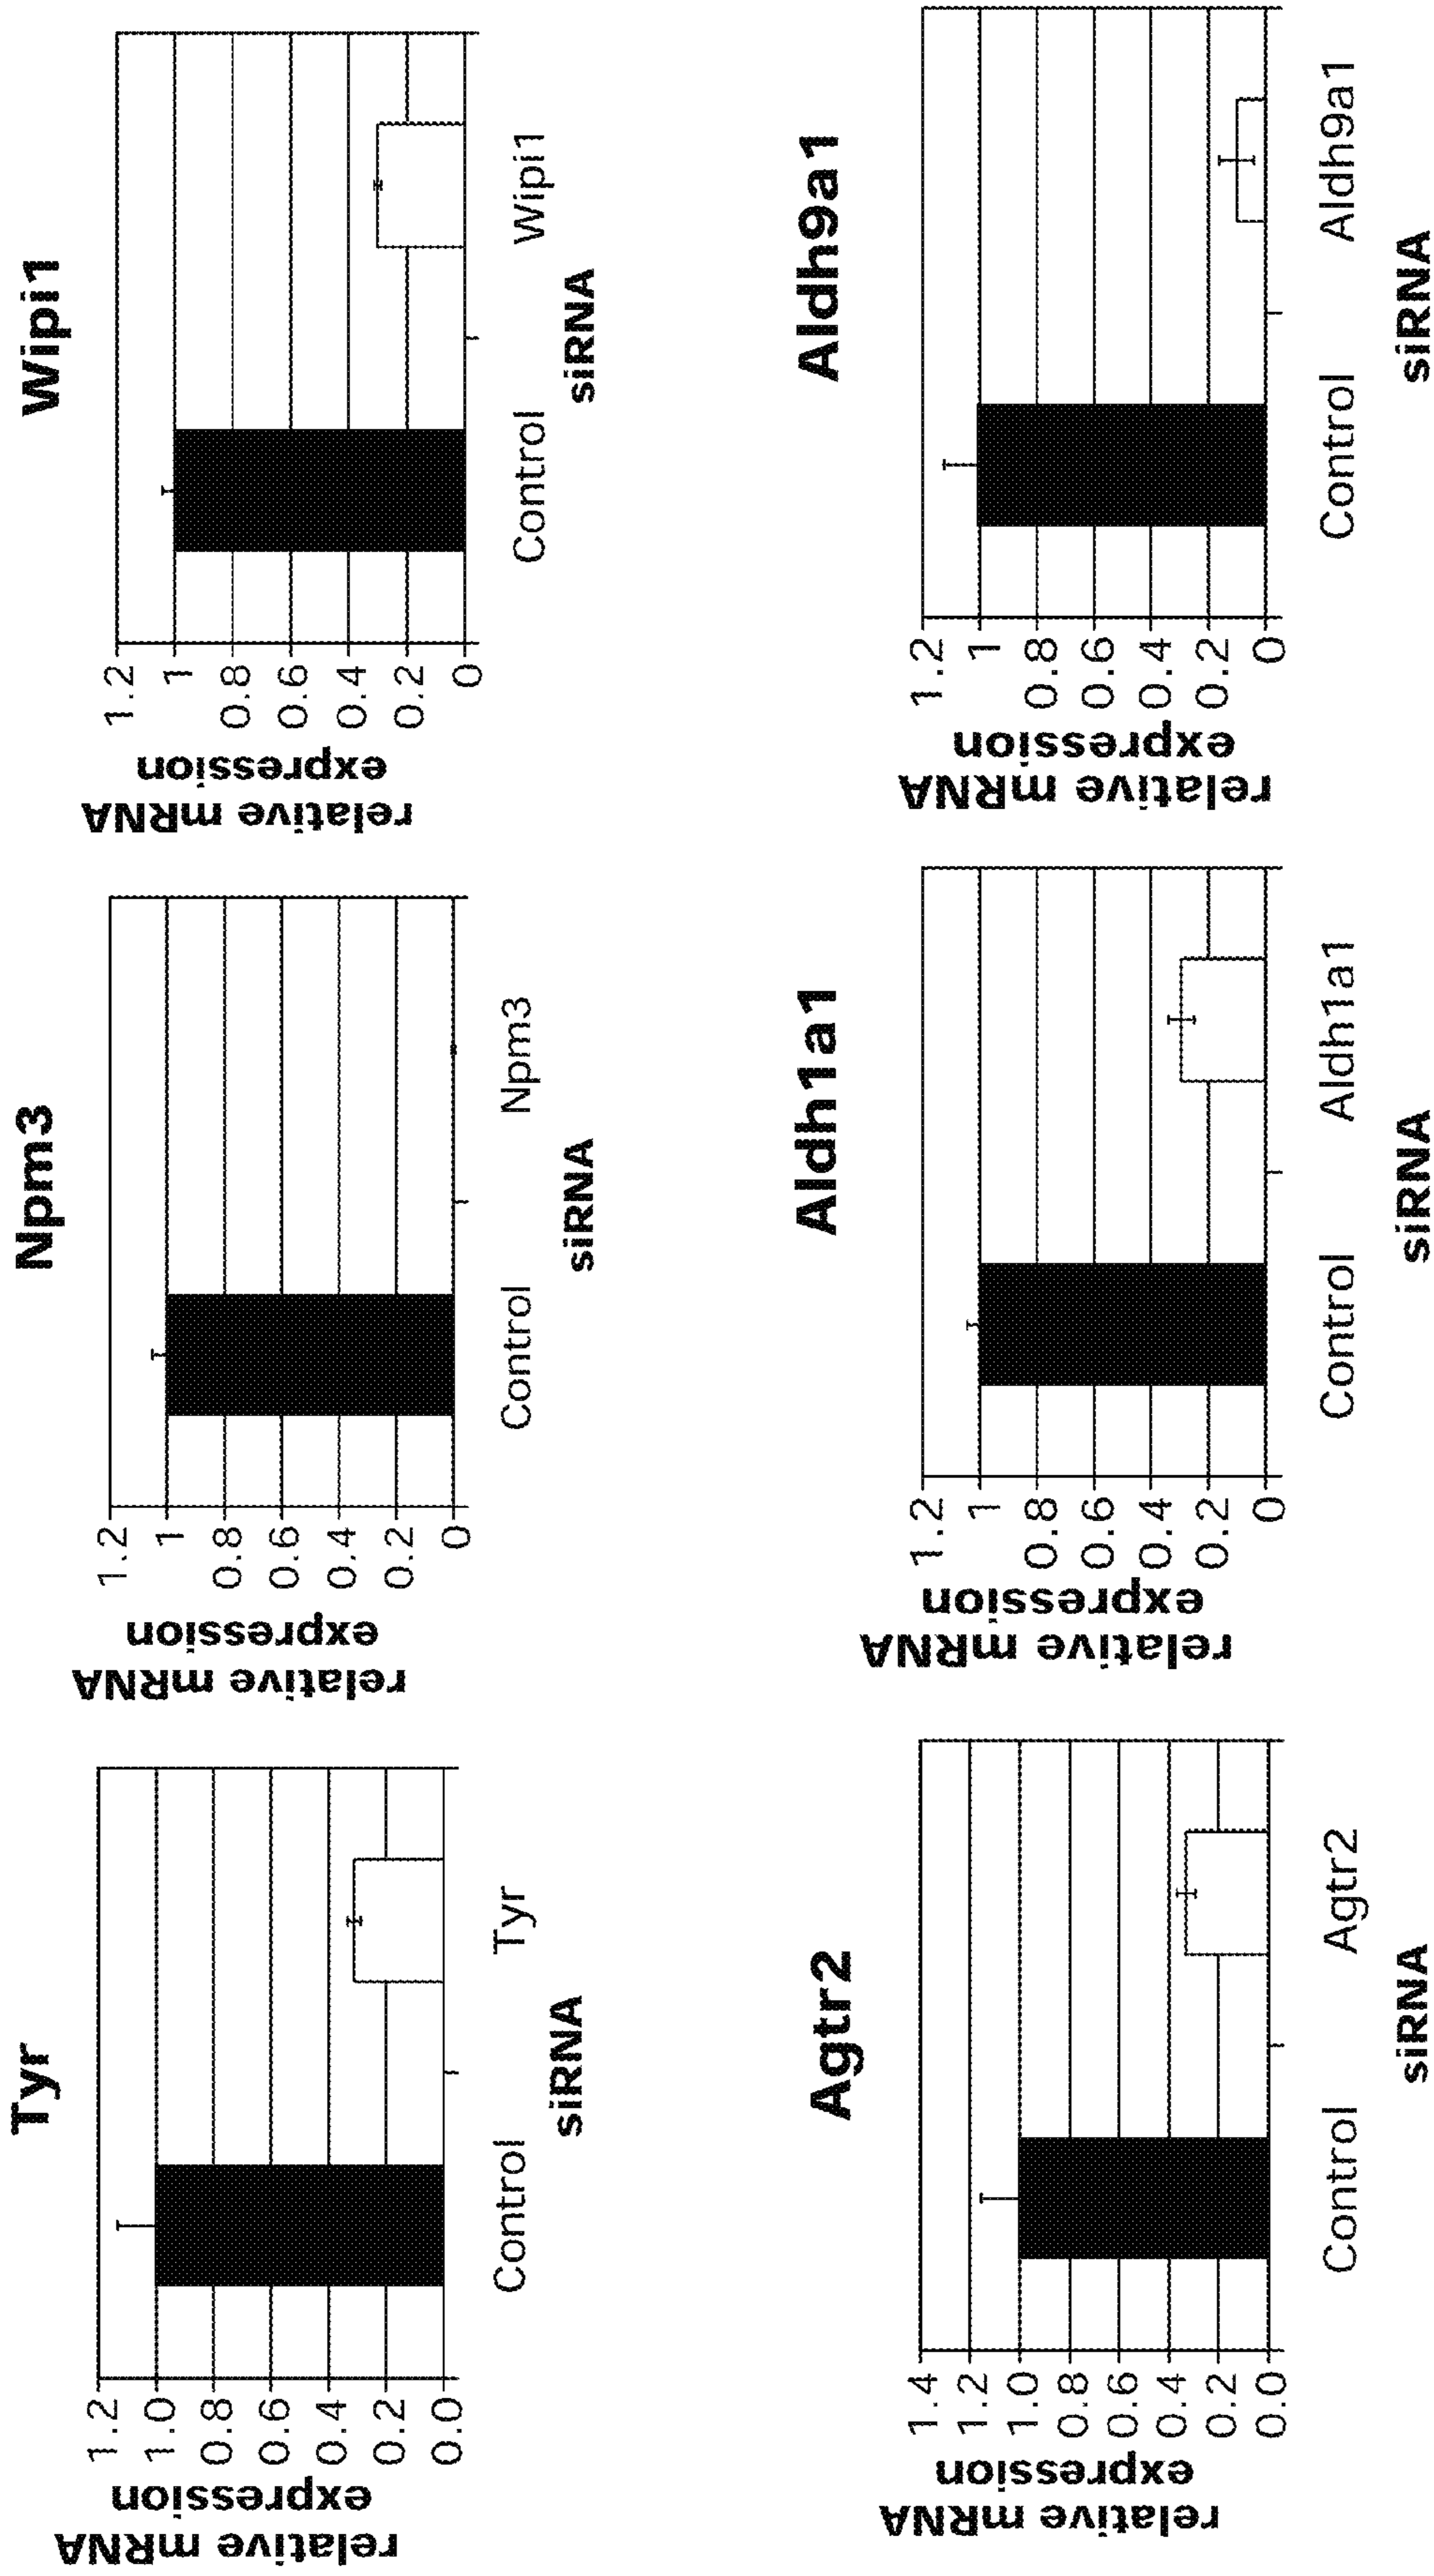 Tyr
relative mRNA
expression
1.2
1.0
0.8
0.6
0.4
0.2
0.0
Control
Tyr
siRNA
Npm3
relative mRNA
expression
1.2
1
0.8
0.6
0.4
0.2
0
Control
Npm3
siRNA
Wipi1
relative mRNA
expression
1.2
1
0.8
0.6
0.4
0.2
0
Control
Wipi1
siRNA
Agtr2
relative mRNA
expression
1.4
1.2
1.0
0.8
0.6
0.4
0.2
0.0
Control
Agtr2
siRNA
Aldh1a1
relative mRNA
expression
1.2
1
0.8
0.6
0.4
0.2
0
Control
Aldh1a1
siRNA
Aldh9a1
relative mRNA
expression
1.2
1
0.8
0.6
0.4
0.2
0
Control
Aldh9a1
siRNA